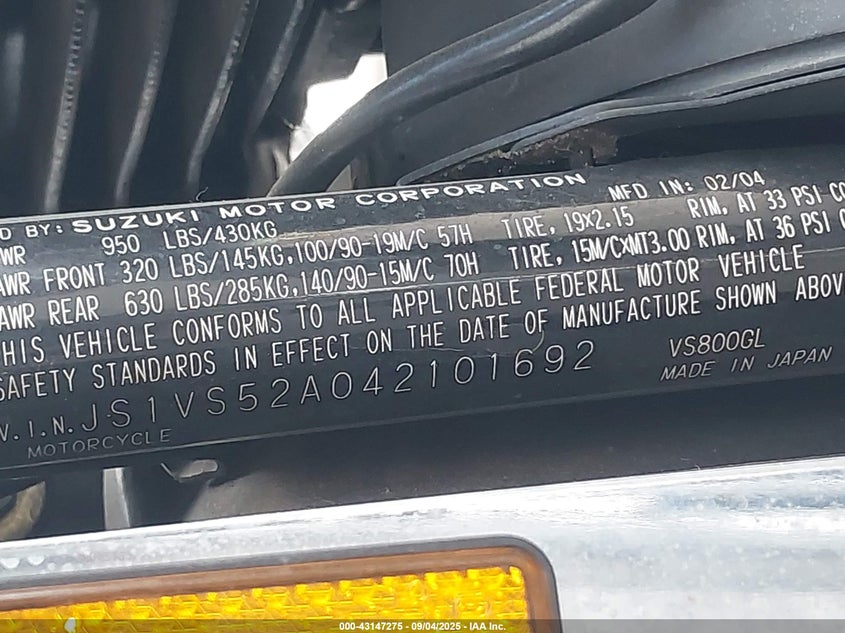 D BY: SUZUKI MOTOR CORPORATION MFD IN: 02/04
WR 950 LBS/430KG
AWR FRONT 320 LBS/145KG, 100/90-19M/C 57H TIRE, 19x2.15 RIM, AT 33 PSI CO
AWR REAR 630 LBS/285KG, 140/90-15M/C 70H TIRE, 15M/CxMT3.00 RIM, AT 36 PSI
HIS VEHICLE CONFORMS TO ALL APPLICABLE FEDERAL MOTOR VEHICLE
SAFETY STANDARDS IN EFFECT ON THE DATE OF MANUFACTURE SHOWN ABOV
V.I.N. JS1VS52A042101692 VS800GL
MOTORCYCLE MADE IN JAPAN
000-43147275 - 09/04/2025 - IAA Inc.